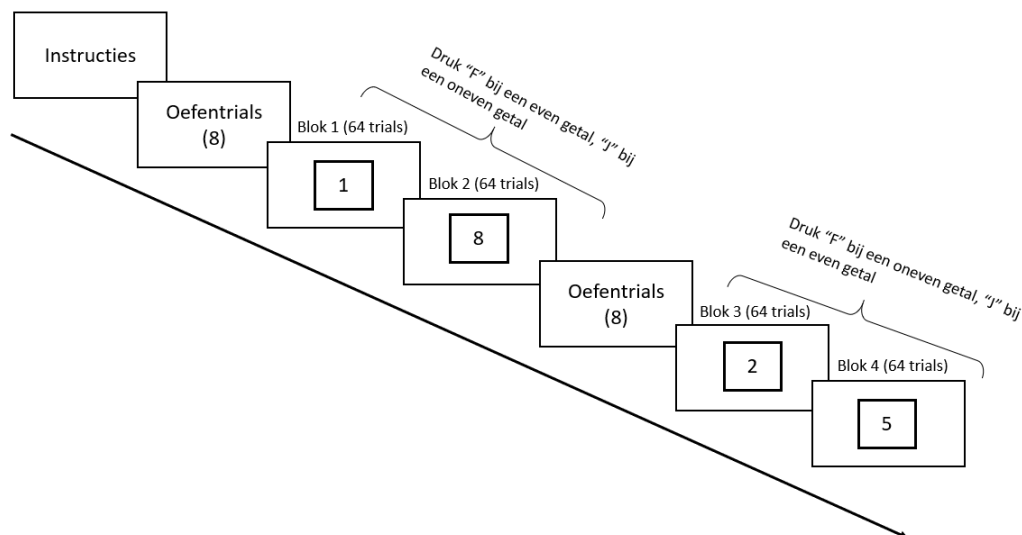 Instructies
Oefentrials
(8)
Blok 1 (64 trials)
1
Druk “F” bij een even getal, “J” bij
een oneven getal
Blok 2 (64 trials)
8
Oefentrials
(8)
Blok 3 (64 trials)
2
Druk “F” bij een oneven getal, “J” bij
een even getal
Blok 4 (64 trials)
5